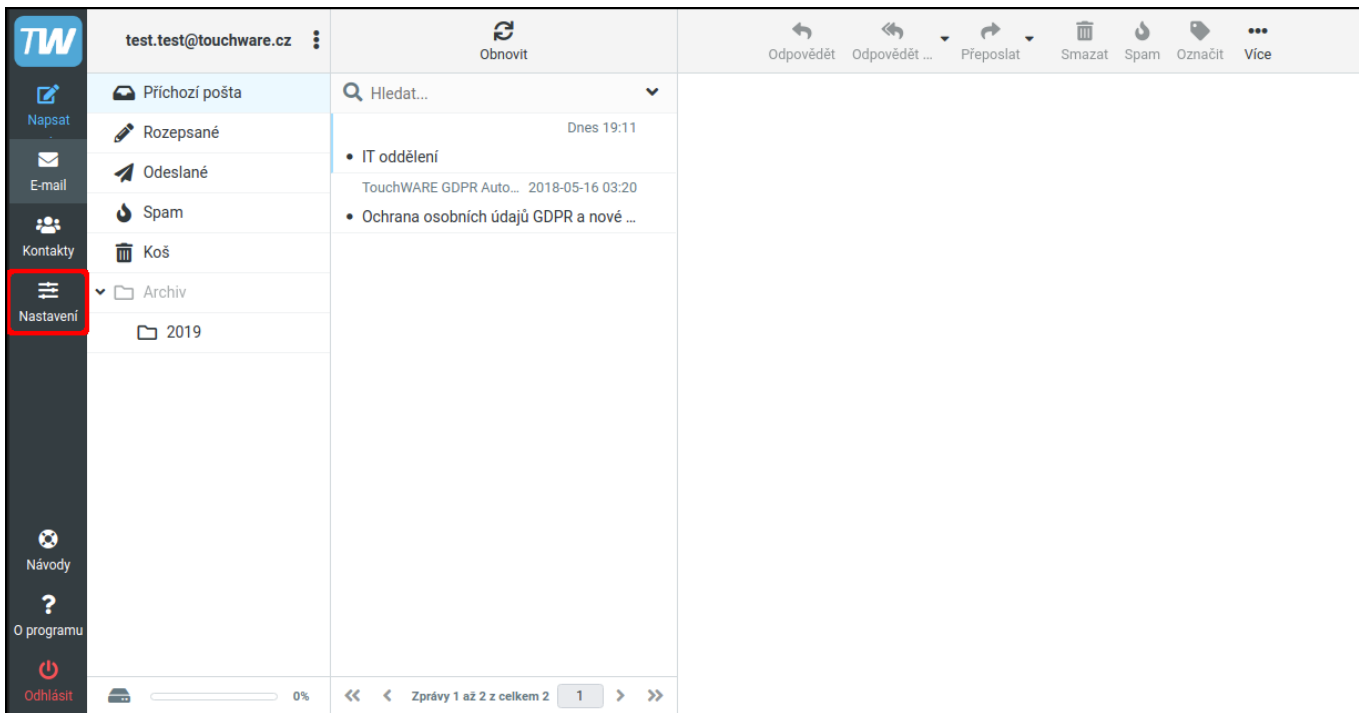 TW
Napsat
E-mail
Kontakty
Nastavení
Návody
O programu
Odhlásit
test.test@touchware.cz
Příchozí pošta
Rozepsané
Odeslané
Spam
Koš
Archiv
2019
0%
Obnovit
Hledat...
Dnes 19:11
IT oddělení
TouchWARE GDPR Auto... 2018-05-16 03:20
Ochrana osobních údajů GDPR a nové ...
Zprávy 1 až 2 z celkem 2 1
Odpovědět Odpovědět ... Přeposlat Smazat Spam Označit Více